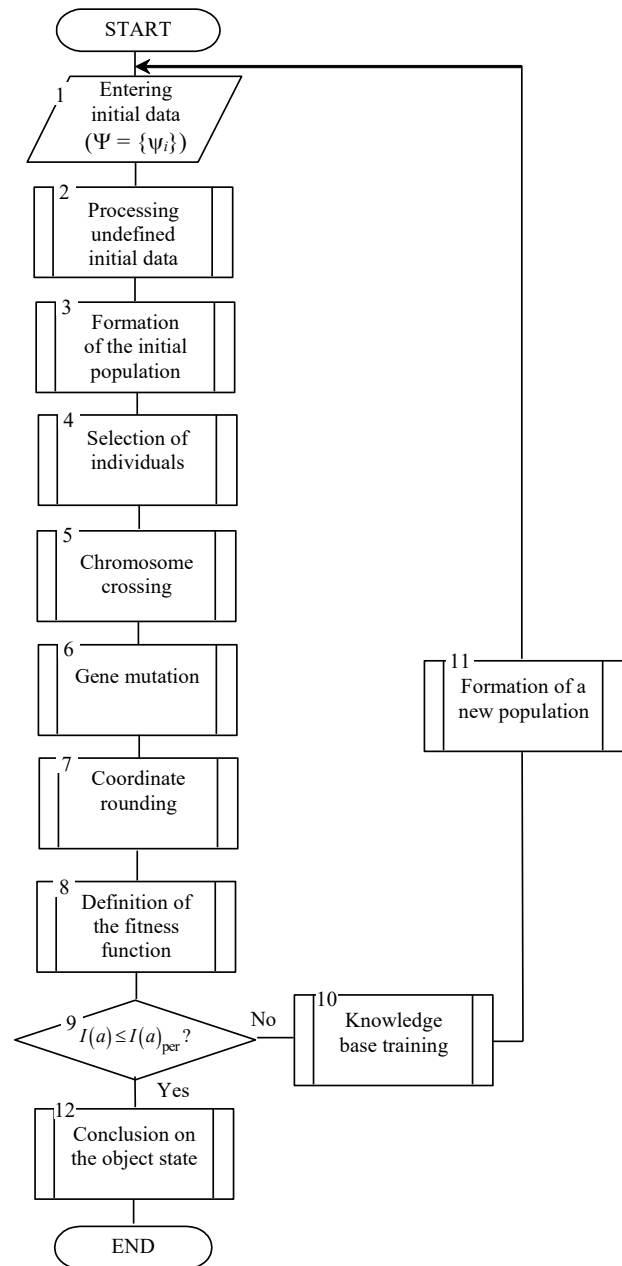 START
1
Entering
initial data
(Ψ = {ψi})
2
Processing
undefined
initial data
3
Formation
of the initial
population
4
Selection of
individuals
5
Chromosome
crossing
6
Gene mutation
7
Coordinate
rounding
8
Definition of
the fitness
function
9
I(a) ≤ I(a)per ?
No
10
Knowledge
base training
11
Formation of a
new population
Yes
12
Conclusion on
the object state
END